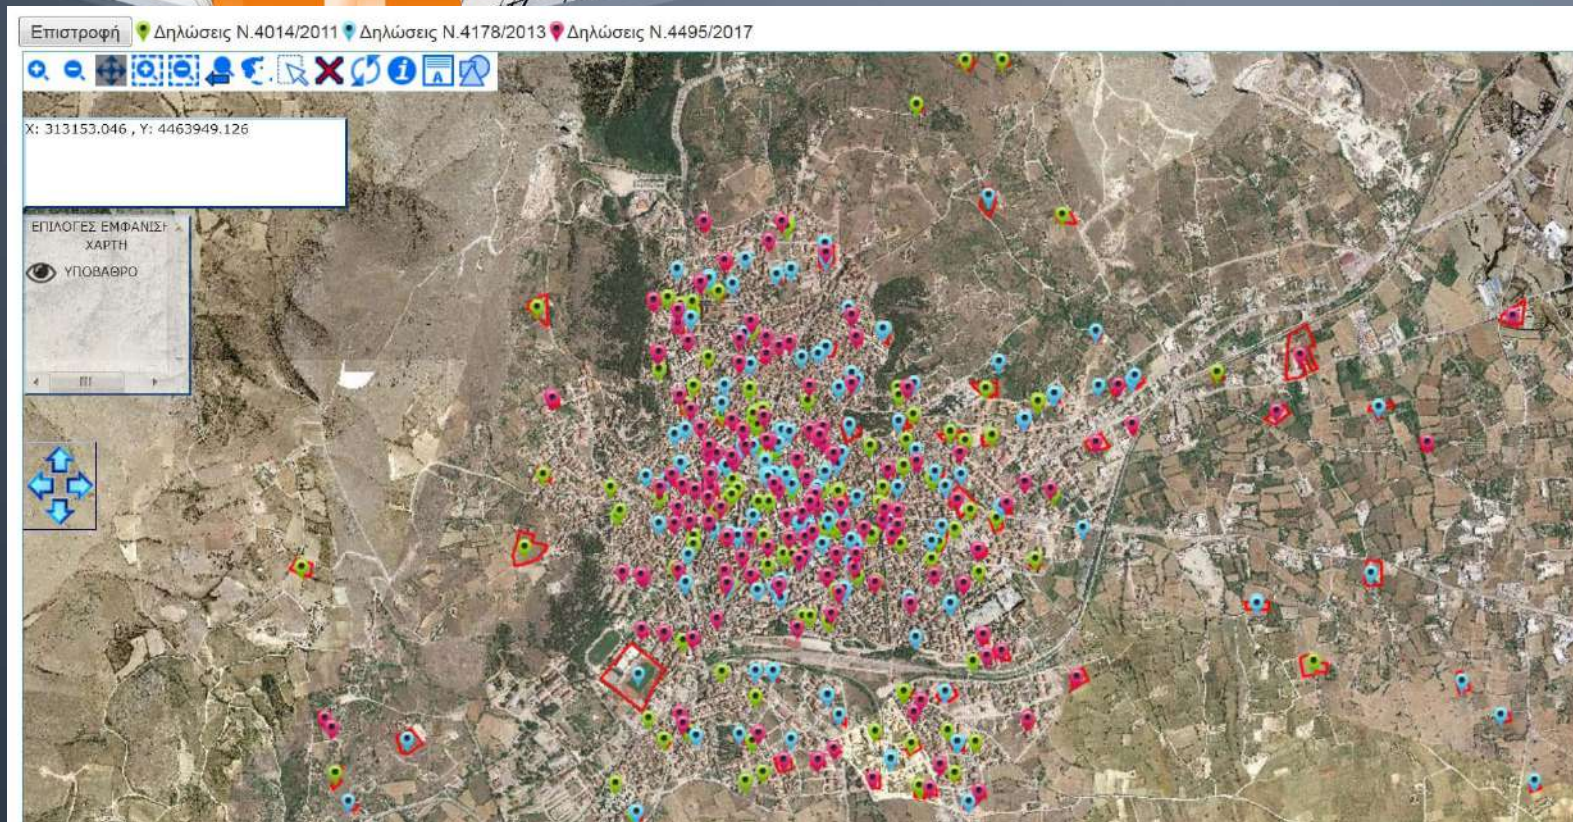 Επιστροφή Δηλώσεις Ν.4014/2011 Δηλώσεις Ν.4178/2013 Δηλώσεις Ν.4495/2017
X: 313153.046 , Y: 4463949.126
ΕΠΙΛΟΓΕΣ ΕΜΦΑΝΙΣΗ
ΧΑΡΤΗ
ΥΠΟΒΑΘΡΟ